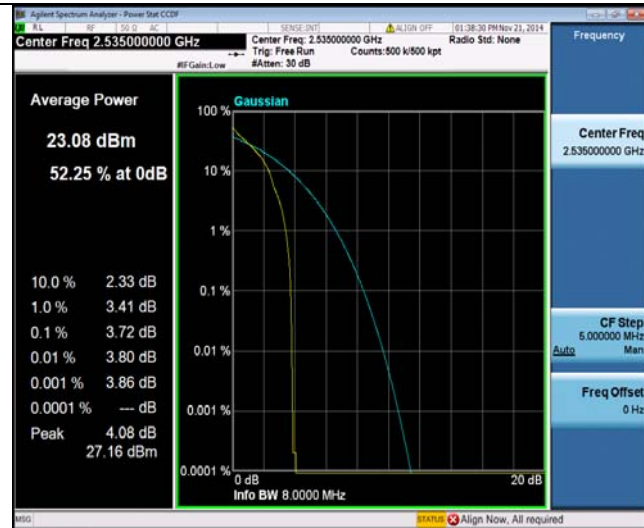 Agilent Spectrum Analyzer - Power Stat CCDF
RL RF 50 Ω AC SENSE:INT ALIGN OFF 01:38:30 PM Nov 21, 2014
Center Freq 2.535000000 GHz
Center Freq: 2.535000000 GHz Radio Std: None
Trig: Free Run Counts:500 k/500 kpt
#IFGain:Low #Atten: 30 dB
Frequency
Average Power
23.08 dBm
52.25 % at 0dB
10.0 % 2.33 dB
1.0 % 3.41 dB
0.1 % 3.72 dB
0.01 % 3.80 dB
0.001 % 3.86 dB
0.0001 % --- dB
Peak 4.08 dB
27.16 dBm
Gaussian
100 %
10 %
1 %
0.1 %
0.01 %
0.001 %
0.0001 %
0 dB 20 dB
Info BW 8.0000 MHz
Center Freq
2.535000000 GHz
CF Step
5.000000 MHz
Auto Man
Freq Offset
0 Hz
MSG STATUS Align Now, All required